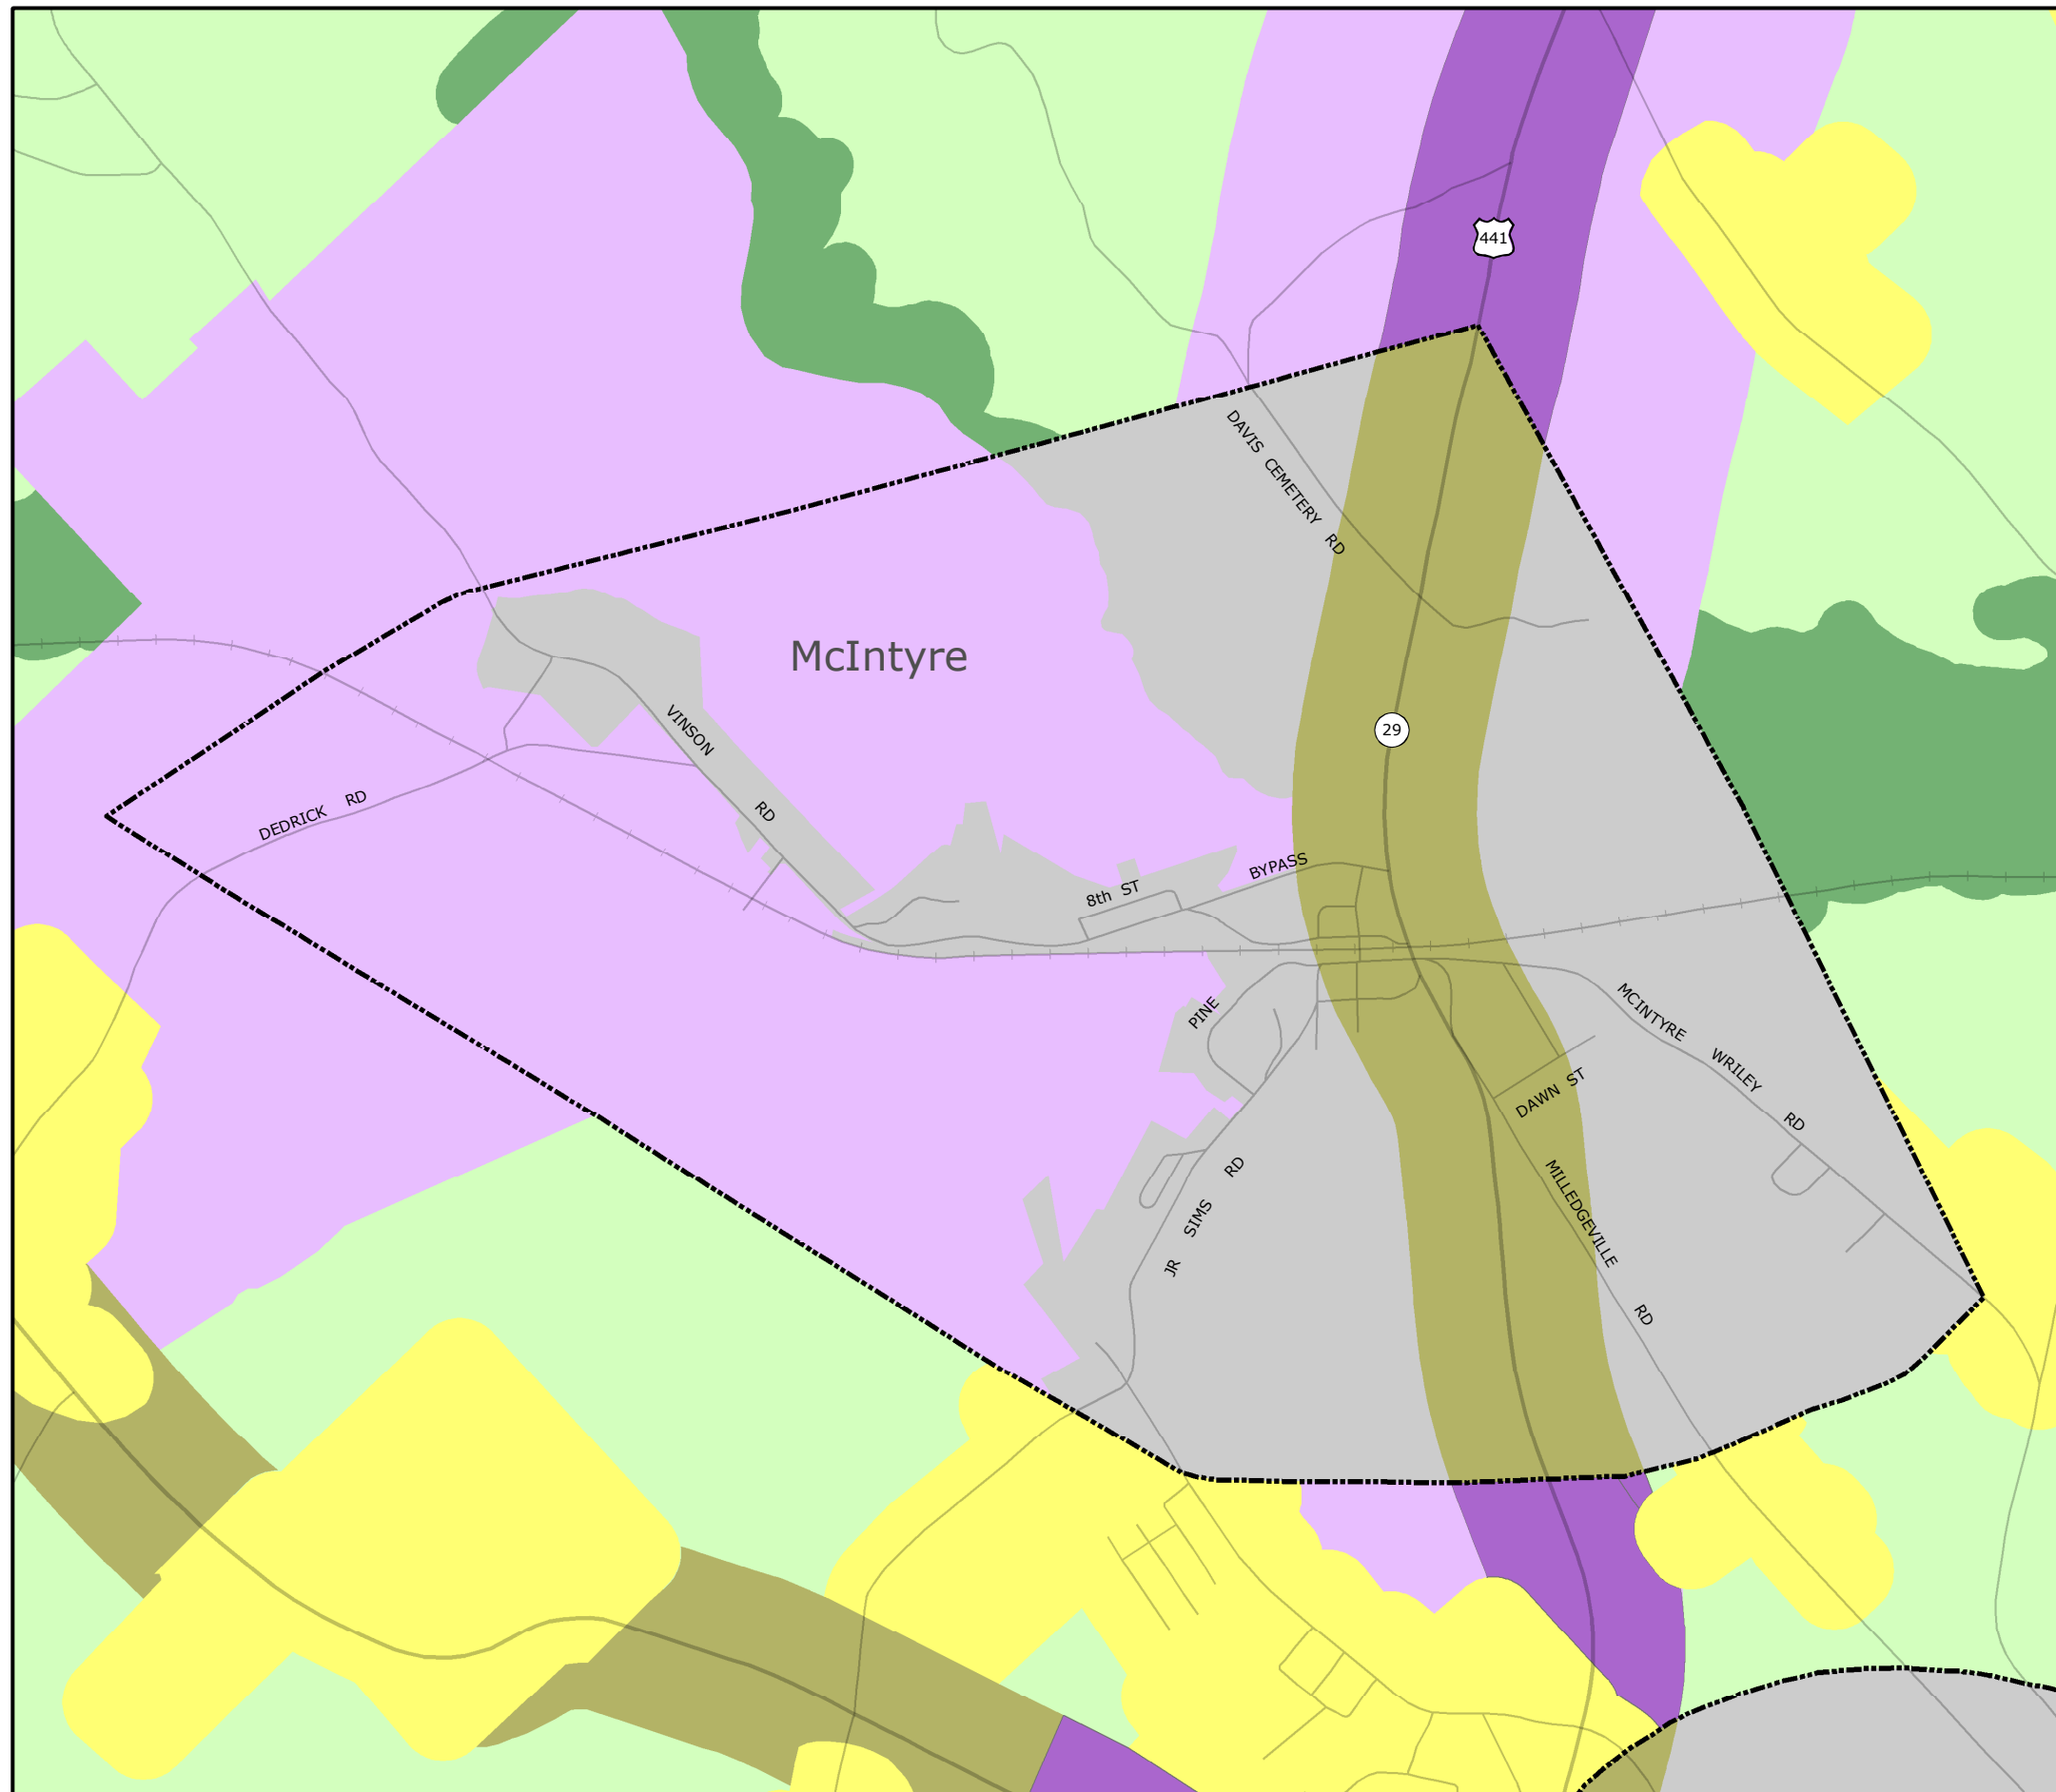 441
DAVIS CEMETERY RD
McIntyre
29
VINSON RD
DEDRICK RD
BYPASS
8th ST
PINE
MCINTYRE WRILEY RD
DAWN ST
JR SIMS RD
MILLEDGEVILLE RD